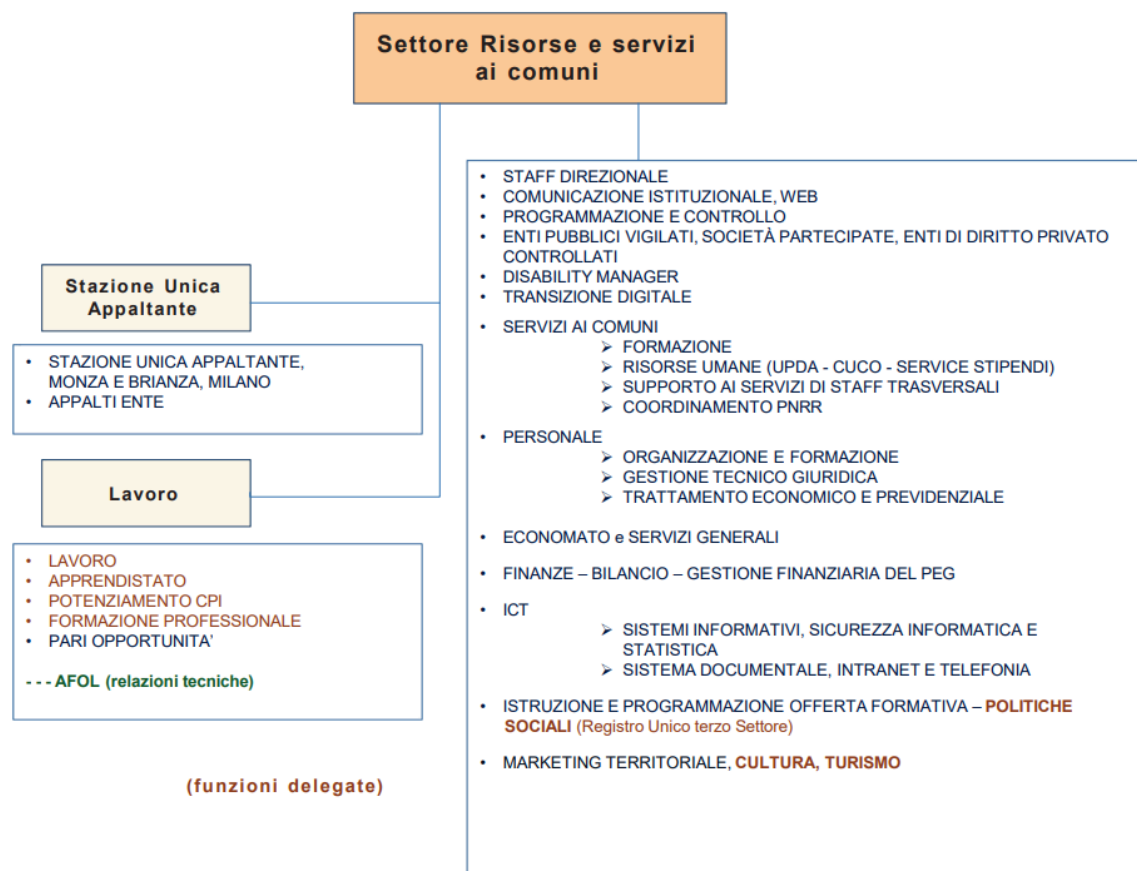 Settore Risorse e servizi
ai comuni
Stazione Unica
Appaltante
• STAZIONE UNICA APPALTANTE,
MONZA E BRIANZA, MILANO
• APPALTI ENTE
Lavoro
• LAVORO
• APPRENDISTATO
• POTENZIAMENTO CPI
• FORMAZIONE PROFESSIONALE
• PARI OPPORTUNITA’
- - - AFOL (relazioni tecniche)
(funzioni delegate)
• STAFF DIREZIONALE
• COMUNICAZIONE ISTITUZIONALE, WEB
• PROGRAMMAZIONE E CONTROLLO
• ENTI PUBBLICI VIGILATI, SOCIETÀ PARTECIPATE, ENTI DI DIRITTO PRIVATO
CONTROLLATI
• DISABILITY MANAGER
• TRANSIZIONE DIGITALE
• SERVIZI AI COMUNI
➢ FORMAZIONE
➢ RISORSE UMANE (UPDA - CUCO - SERVICE STIPENDI)
➢ SUPPORTO AI SERVIZI DI STAFF TRASVERSALI
➢ COORDINAMENTO PNRR
• PERSONALE
➢ ORGANIZZAZIONE E FORMAZIONE
➢ GESTIONE TECNICO GIURIDICA
➢ TRATTAMENTO ECONOMICO E PREVIDENZIALE
• ECONOMATO e SERVIZI GENERALI
• FINANZE – BILANCIO – GESTIONE FINANZIARIA DEL PEG
• ICT
➢ SISTEMI INFORMATIVI, SICUREZZA INFORMATICA E
STATISTICA
➢ SISTEMA DOCUMENTALE, INTRANET E TELEFONIA
• ISTRUZIONE E PROGRAMMAZIONE OFFERTA FORMATIVA – POLITICHE
SOCIALI (Registro Unico terzo Settore)
• MARKETING TERRITORIALE, CULTURA, TURISMO